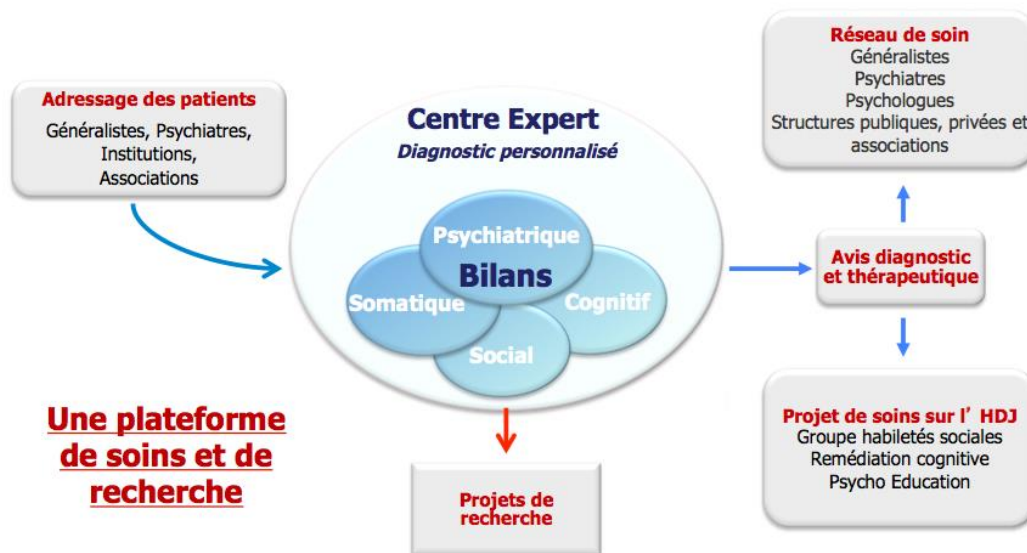 Adressage des patients
Généralistes, Psychiatres,
Institutions,
Associations
Centre Expert
Diagnostic personnalisé
Psychiatrique
Bilans
Somatique
Cognitif
Social
Une plateforme
de soins et de
recherche
Projets de
recherche
Réseau de soin
Généralistes
Psychiatres
Psychologues
Structures publiques, privées et
associations
Avis diagnostic
et thérapeutique
Projet de soins sur l' HDJ
Groupe habiletés sociales
Remédiation cognitive
Psycho Education